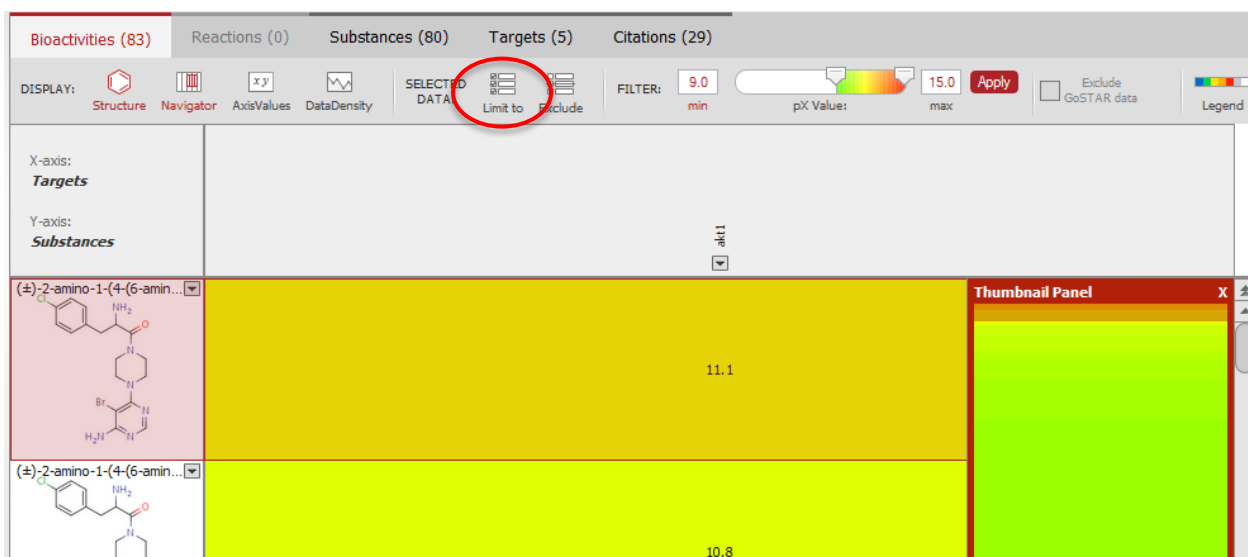 Bioactivities (83) Reactions (0) Substances (80) Targets (5) Citations (29)
DISPLAY: Structure Navigator x y AxisValues DataDensity SELECTED DATA: Limit to Exclude FILTER: 9.0 min pX Value: 15.0 max Apply Exclude GoSTAR data Legend
X-axis:
Targets
Y-axis:
Substances
akt1
(±)-2-amino-1-(4-(6-amin...
Thumbnail Panel X
Cl
NH2
O
N
11.1
N
Br
N
H2N
N
(±)-2-amino-1-(4-(6-amin...
Cl
NH2
O
N
10.8